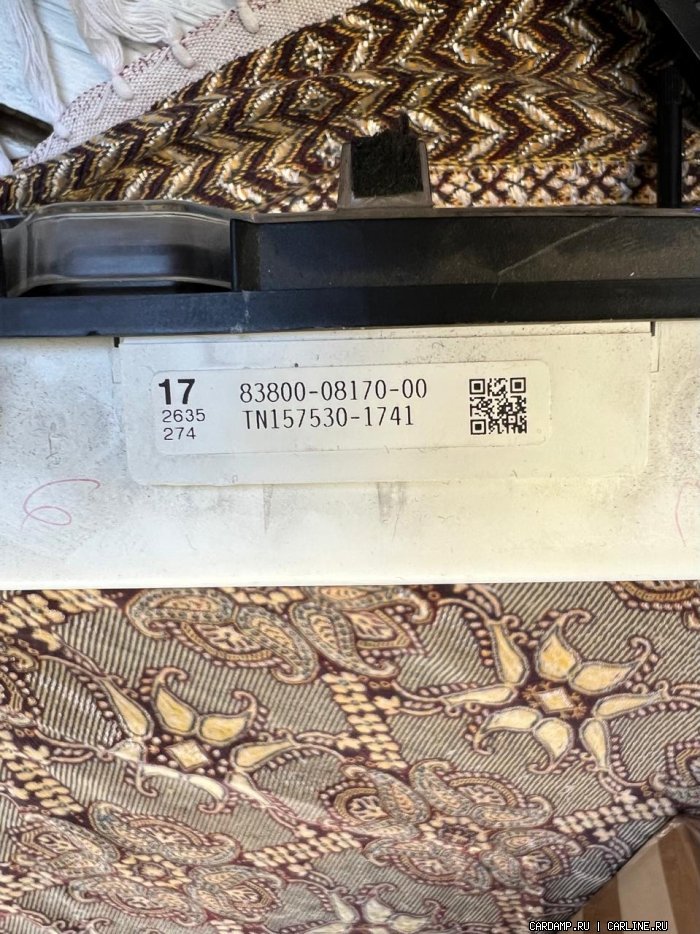 17
2635
274
83800-08170-00
TN157530-1741
CARDAMP.RU | CARLINE.RU